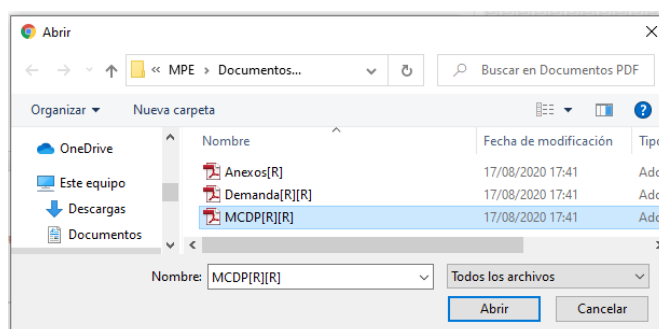 Abrir
« MPE > Documentos...
Buscar en Documentos PDF
Organizar
Nueva carpeta
OneDrive
Este equipo
Descargas
Documentos
Nombre
Fecha de modificación
Tipo
Anexos[R]
17/08/2020 17:41
Ado
Demanda[R][R]
17/08/2020 17:41
Ado
MCDP[R][R]
17/08/2020 17:41
Ado
Nombre:
MCDP[R][R]
Todos los archivos
Abrir
Cancelar